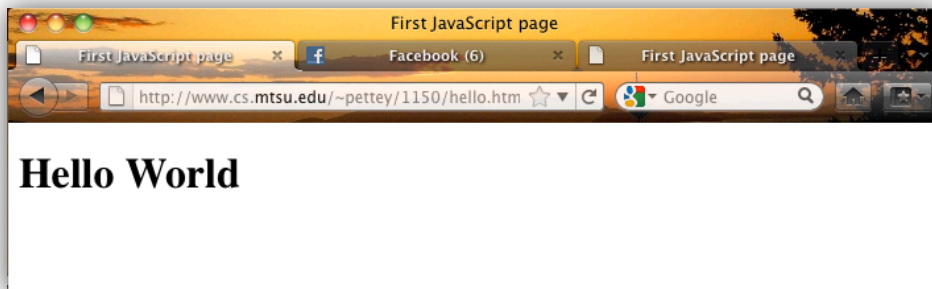 First JavaScript page
First JavaScript page Facebook (6) First JavaScript page
http://www.cs.mtsu.edu/~pettey/1150/hello.htm Google
Hello World